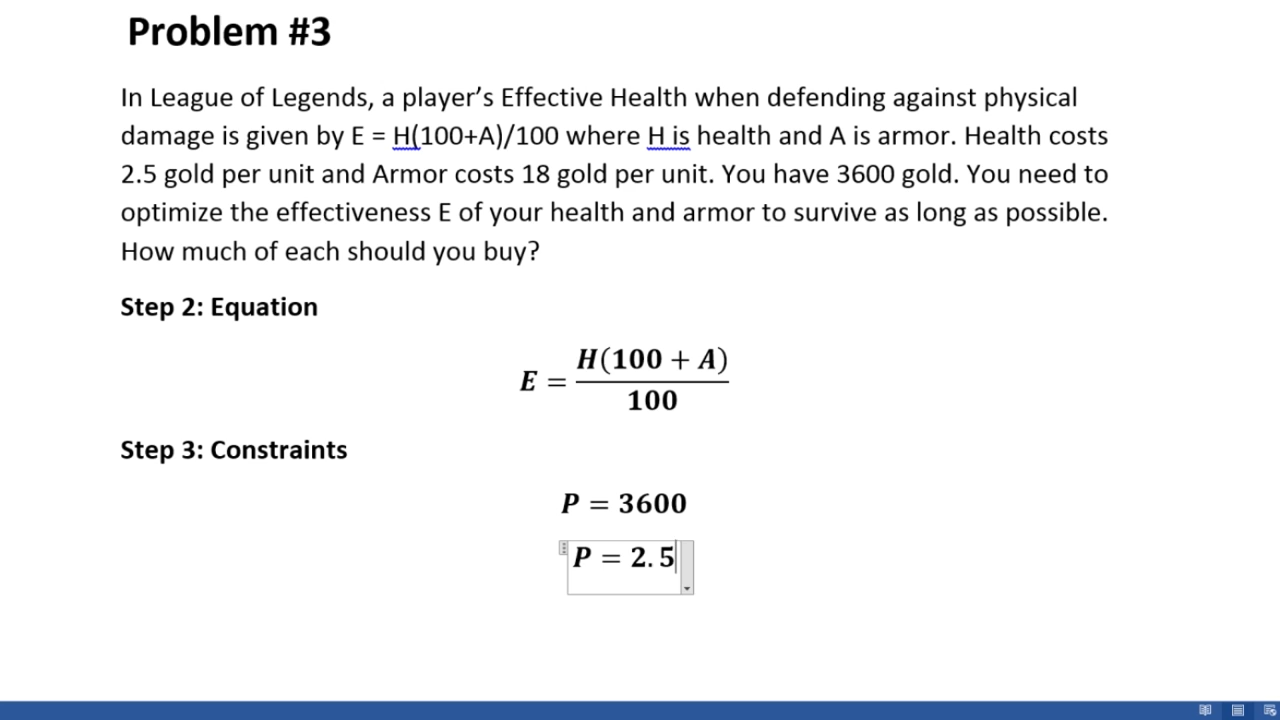 Problem #3
In League of Legends, a player’s Effective Health when defending against physical
damage is given by E = H(100+A)/100 where H is health and A is armor. Health costs
2.5 gold per unit and Armor costs 18 gold per unit. You have 3600 gold. You need to
optimize the effectiveness E of your health and armor to survive as long as possible.
How much of each should you buy?
Step 2: Equation
E = H(100 + A)
100
Step 3: Constraints
P = 3600
P = 2.5